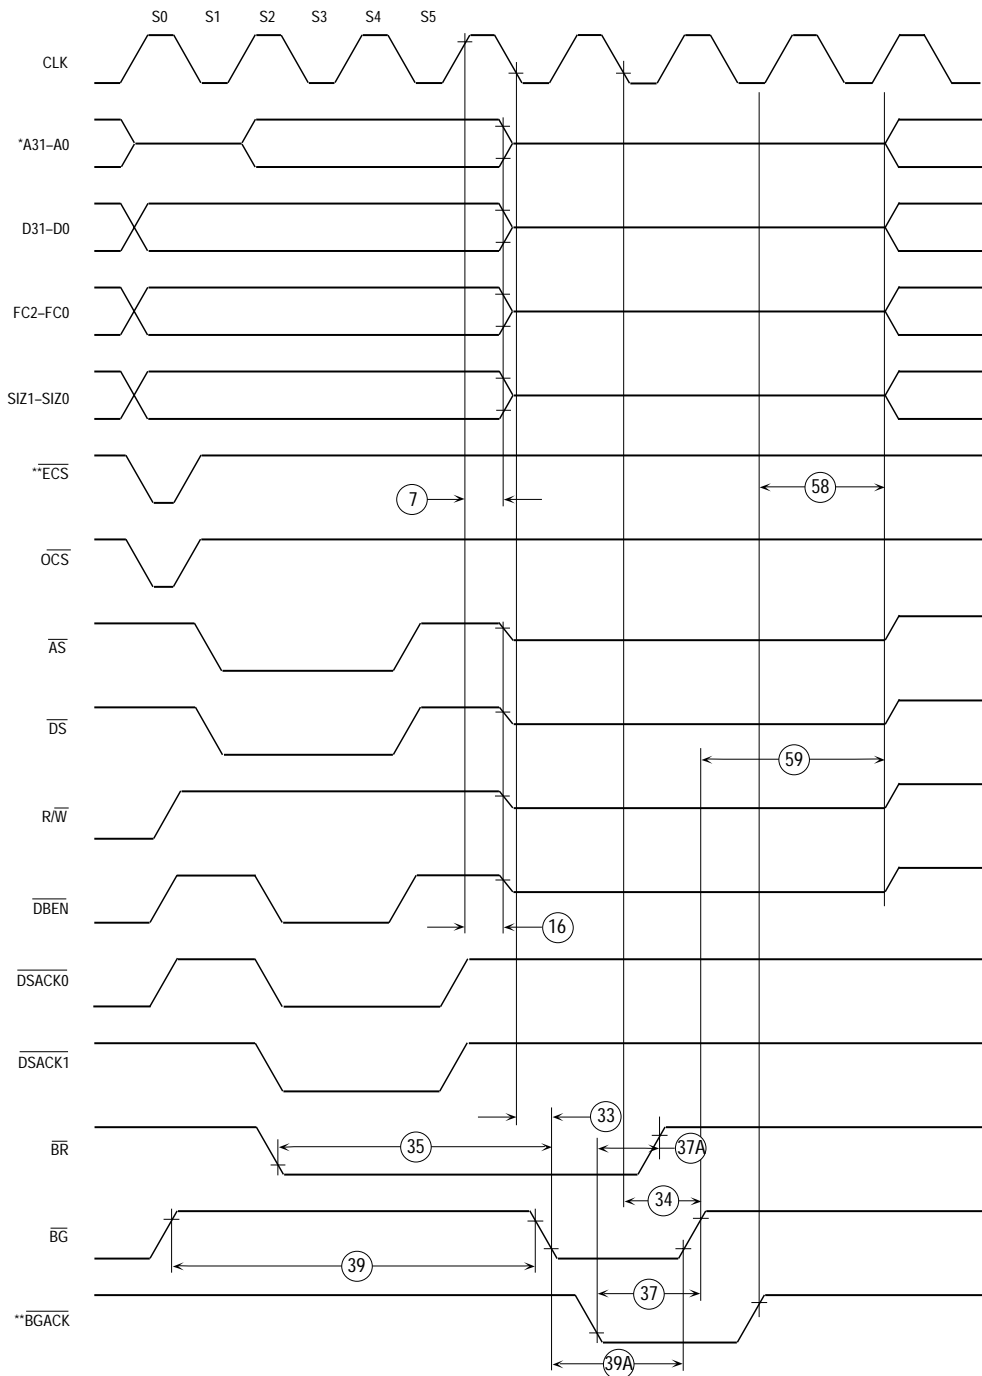 S0 S1 S2 S3 S4 S5
CLK
*A31–A0
D31–D0
FC2–FC0
SIZ1–SIZ0
**ECS
7
58
OCS
AS
DS
59
R/W
DBEN
16
DSACK0
DSACK1
33
BR
35
37A
34
BG
39
37
**BGACK
39A